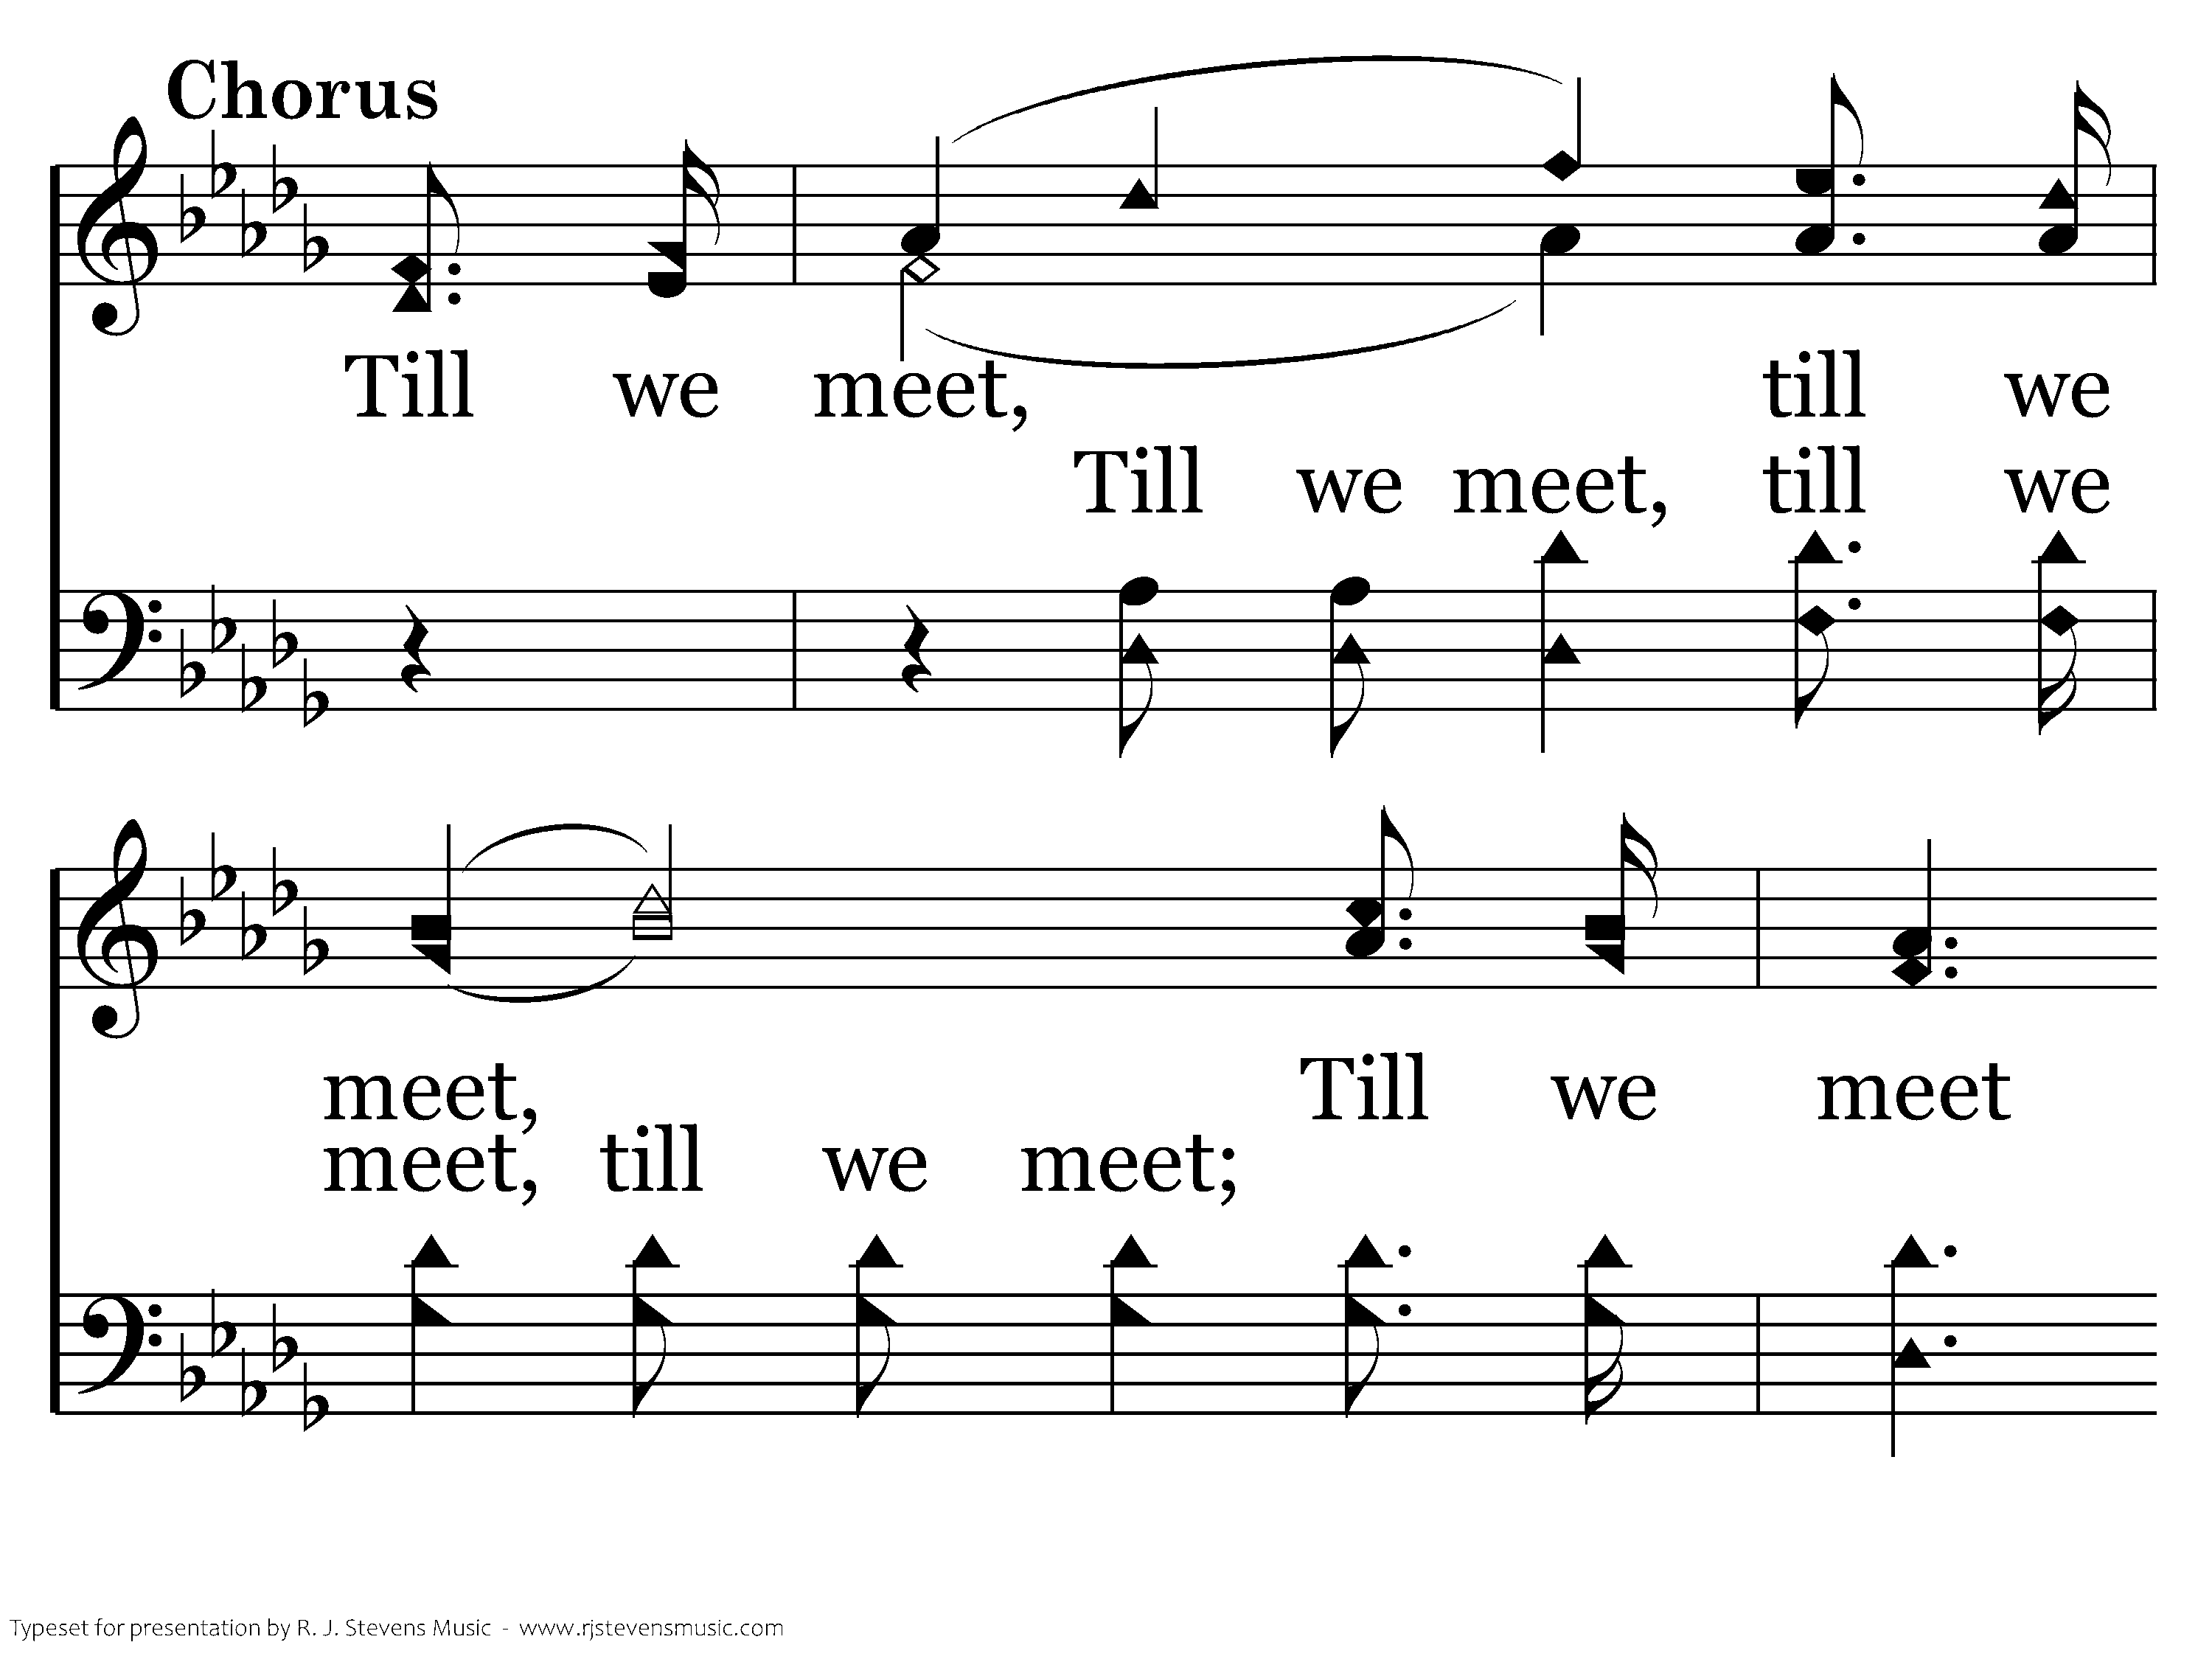 Chorus
Till we meet, till we
Till we meet, till we
meet, Till we meet
meet, till we meet;
Typeset for presentation by R. J. Stevens Music - www.rjstevensmusic.com